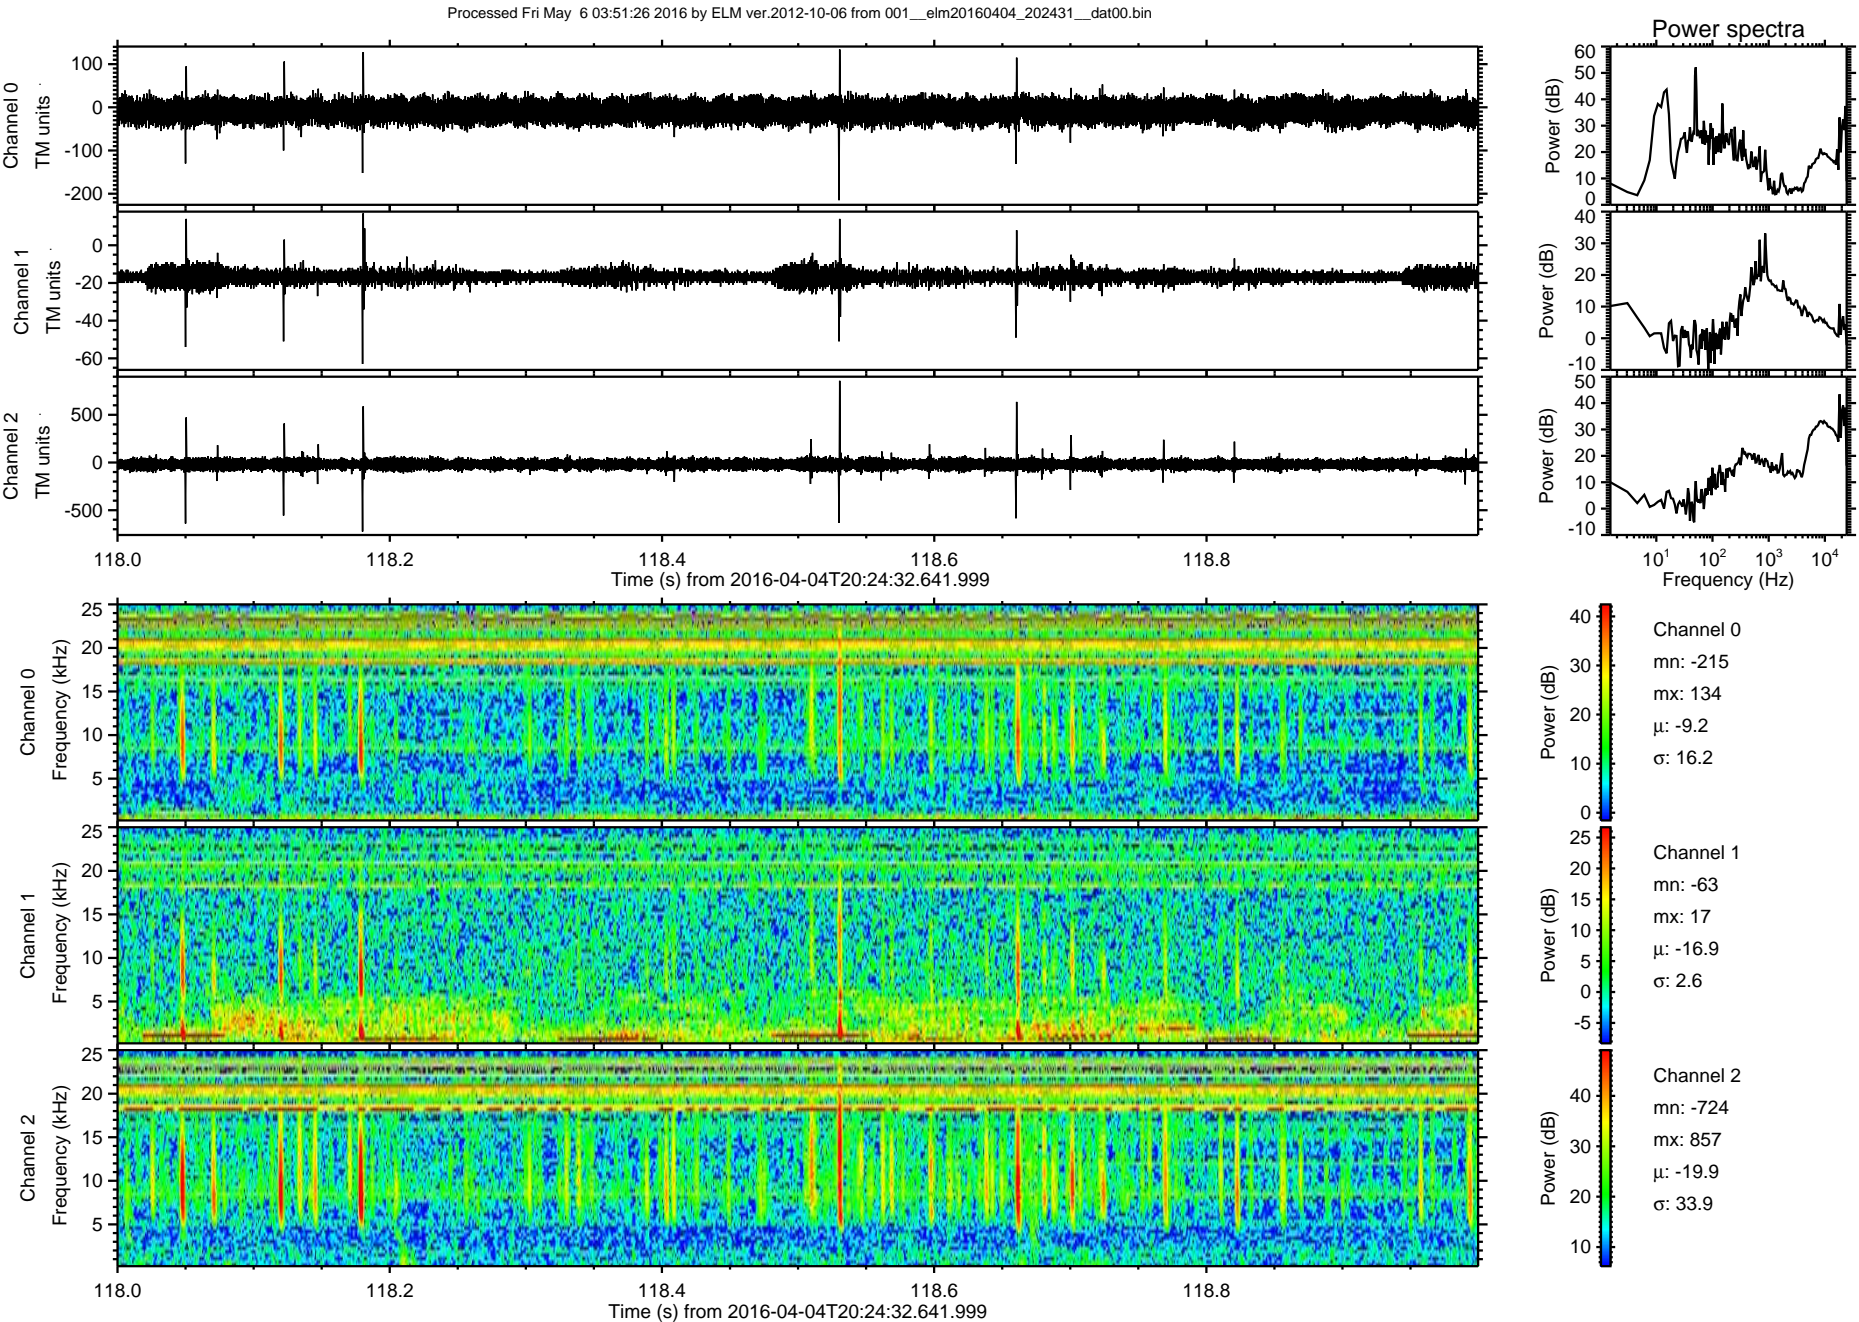 Processed Fri May  6 03:51:26 2016 by ELM ver.2012-10-06 from 001__elm20160404_202431__dat00.bin
Power spectra
Channel 0
TM units
100
0
-100
-200
Power (dB)
60
50
40
30
20
10
0
Channel 1
TM units
0
-20
-40
-60
Power (dB)
40
30
20
10
0
-10
Channel 2
TM units
500
0
-500
Power (dB)
50
40
30
20
10
0
-10
118.0 118.2 118.4 118.6 118.8
Time (s) from 2016-04-04T20:24:32.641.999
10^1 10^2 10^3 10^4
Frequency (Hz)
Channel 0
Frequency (kHz)
25
20
15
10
5
Power (dB)
40
30
20
10
0
Channel 0
mn: -215
mx: 134
μ: -9.2
σ: 16.2
Channel 1
Frequency (kHz)
25
20
15
10
5
Power (dB)
25
20
15
10
5
0
-5
Channel 1
mn: -63
mx: 17
μ: -16.9
σ: 2.6
Channel 2
Frequency (kHz)
25
20
15
10
5
Power (dB)
40
30
20
10
Channel 2
mn: -724
mx: 857
μ: -19.9
σ: 33.9
118.0 118.2 118.4 118.6 118.8
Time (s) from 2016-04-04T20:24:32.641.999